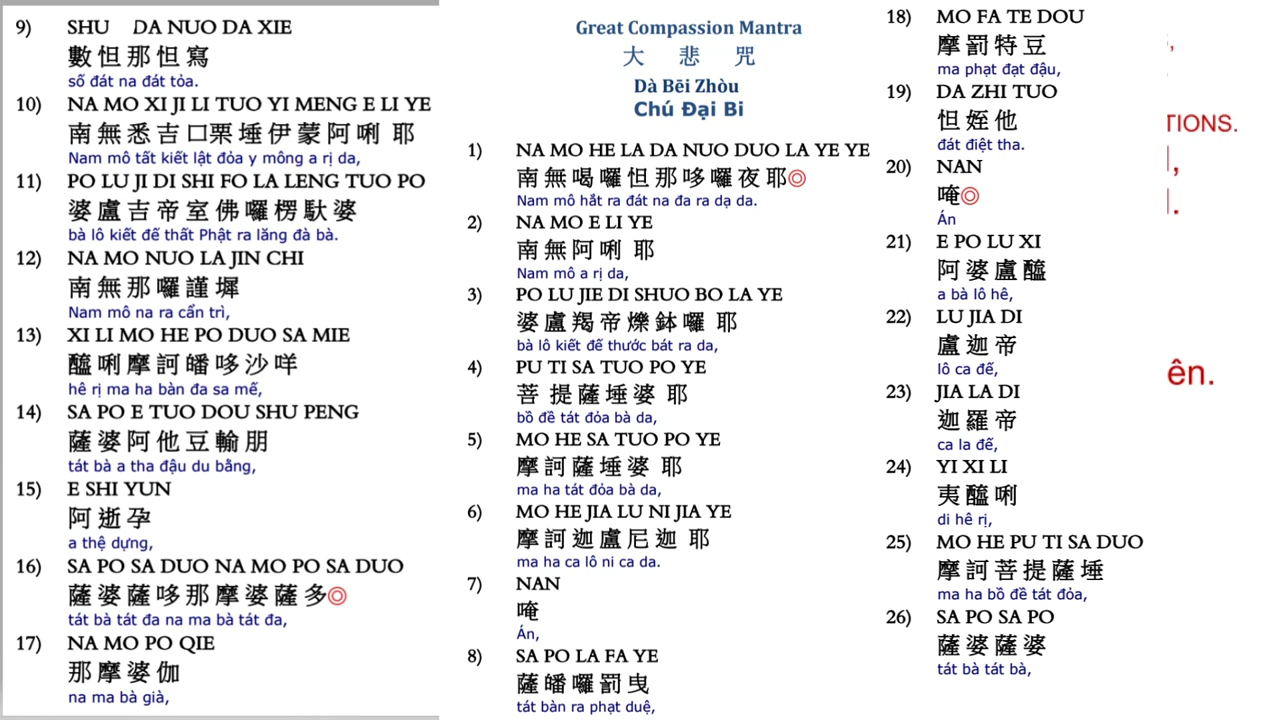 Great Compassion Mantra
大 悲 咒
Dà Bēi Zhòu
Chú Đại Bi
1) NA MO HE LA DA NUO DUO LA YE YE
南無喝囉怛那哆囉夜耶◎
Nam mô hắt ra đát na đa ra dạ da.
2) NA MO E LI YE
南無阿唎 耶
Nam mô a rị da,
3) PO LU JIE DI SHUO BO LA YE
婆盧羯帝爍鉢囉 耶
bà lô kiết đế thước bát ra da,
4) PU TI SA TUO PO YE
菩 提薩埵婆 耶
bồ đề tát đỏa bà da,
5) MO HE SA TUO PO YE
摩訶薩埵婆 耶
ma ha tát đỏa bà da,
6) MO HE JIA LU NI JIA YE
摩訶迦盧尼迦 耶
ma ha ca lô ni ca da.
7) NAN
唵
Án,
8) SA PO LA FA YE
薩皤囉罰曳
tát bàn ra phạt duệ,
9) SHU DA NUO DA XIE
數怛那怛寫
số đát na đát tỏa.
10) NA MO XI JI LI TUO YI MENG E LI YE
南無悉吉口栗埵伊蒙阿唎 耶
Nam mô tất kiết lật đỏa y mông a rị da,
11) PO LU JI DI SHI FO LA LENG TUO PO
婆盧吉帝室佛囉楞馱婆
bà lô kiết đế thất Phật ra lăng đà bà.
12) NA MO NUO LA JIN CHI
南無那囉謹墀
Nam mô na ra cẩn trì,
13) XI LI MO HE PO DUO SA MIE
醯唎摩訶皤哆沙咩
hê rị ma ha bàn đa sa mế,
14) SA PO E TUO DOU SHU PENG
薩婆阿他豆輸朋
tát bà a tha đậu du bằng,
15) E SHI YUN
阿逝孕
a thệ dựng,
16) SA PO SA DUO NA MO PO SA DUO
薩婆薩哆那摩婆薩多◎
tát bà tát đa na ma bà tát đa,
17) NA MO PO QIE
那摩婆伽
na ma bà già,
18) MO FA TE DOU
摩罰特豆
ma phạt đạt đậu,
19) DA ZHI TUO
怛姪他
đát điệt tha.
20) NAN
唵◎
Án
21) E PO LU XI
阿婆盧醯
a bà lô hê,
22) LU JIA DI
盧迦帝
lô ca đế,
23) JIA LA DI
迦羅帝
ca la đế,
24) YI XI LI
夷醯唎
di hê rị,
25) MO HE PU TI SA DUO
摩訶菩提薩埵
ma ha bồ đề tát đỏa,
26) SA PO SA PO
薩婆薩婆
tát bà tát bà,
TIONS.
ên.